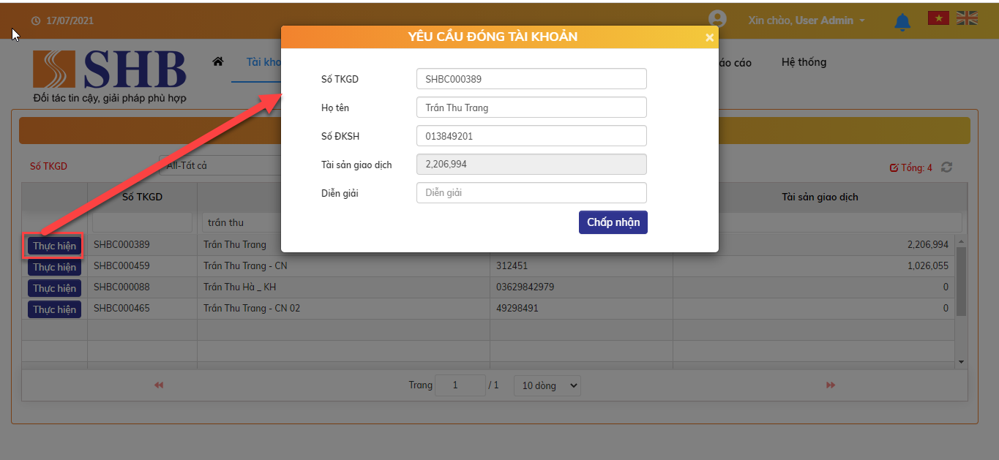 17/07/2021
Xin chào, User Admin
YÊU CẦU ĐÓNG TÀI KHOẢN
×
SHB
Đối tác tin cậy, giải pháp phù hợp
Tài kho
áo cáo
Hệ thống
Số TKGD
SHBC000389
Họ tên
Trần Thu Trang
Số ĐKSH
013849201
Tài sản giao dịch
2,206,994
Diễn giải
Diễn giải
Chấp nhận
Số TKGD
All-Tất cả
Tổng: 4
Số TKGD
Tài sản giao dịch
trần thu
Thực hiện SHBC000389 Trần Thu Trang 2,206,994
Thực hiện SHBC000459 Trần Thu Trang - CN 312451 1,026,055
Thực hiện SHBC000088 Trần Thu Hà _ KH 03629842979 0
Thực hiện SHBC000465 Trần Thu Trang - CN 02 49298491 0
Trang 1 / 1 10 dòng